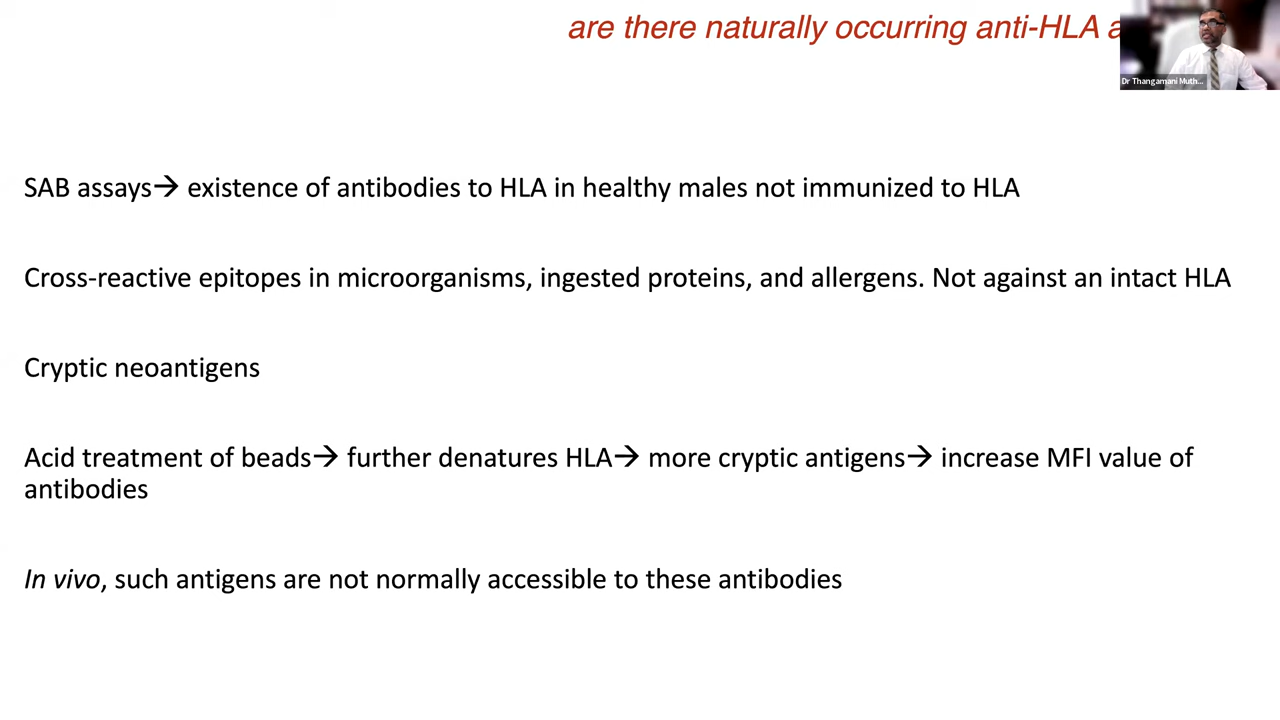 are there naturally occurring anti-HLA a
Dr Thangamani Muth...
SAB assays→ existence of antibodies to HLA in healthy males not immunized to HLA
Cross-reactive epitopes in microorganisms, ingested proteins, and allergens. Not against an intact HLA
Cryptic neoantigens
Acid treatment of beads→ further denatures HLA→ more cryptic antigens→ increase MFI value of
antibodies
In vivo, such antigens are not normally accessible to these antibodies